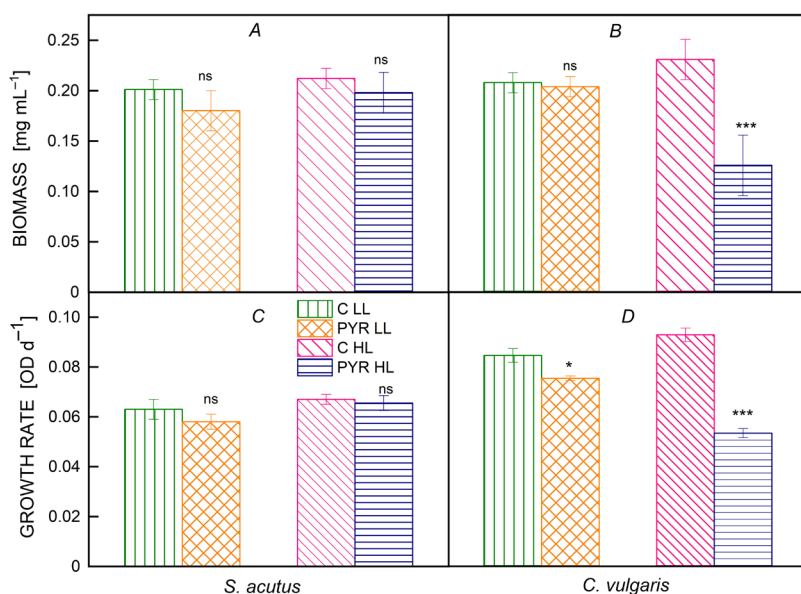 A
B
BIOMASS [mg mL⁻¹]
0.25
0.20
0.15
0.10
0.05
0
ns
ns
ns
***
C
D
GROWTH RATE [OD d⁻¹]
0.10
0.08
0.06
0.04
0.02
0
C LL
PYR LL
C HL
PYR HL
ns
ns
*
***
S. acutus
C. vulgaris